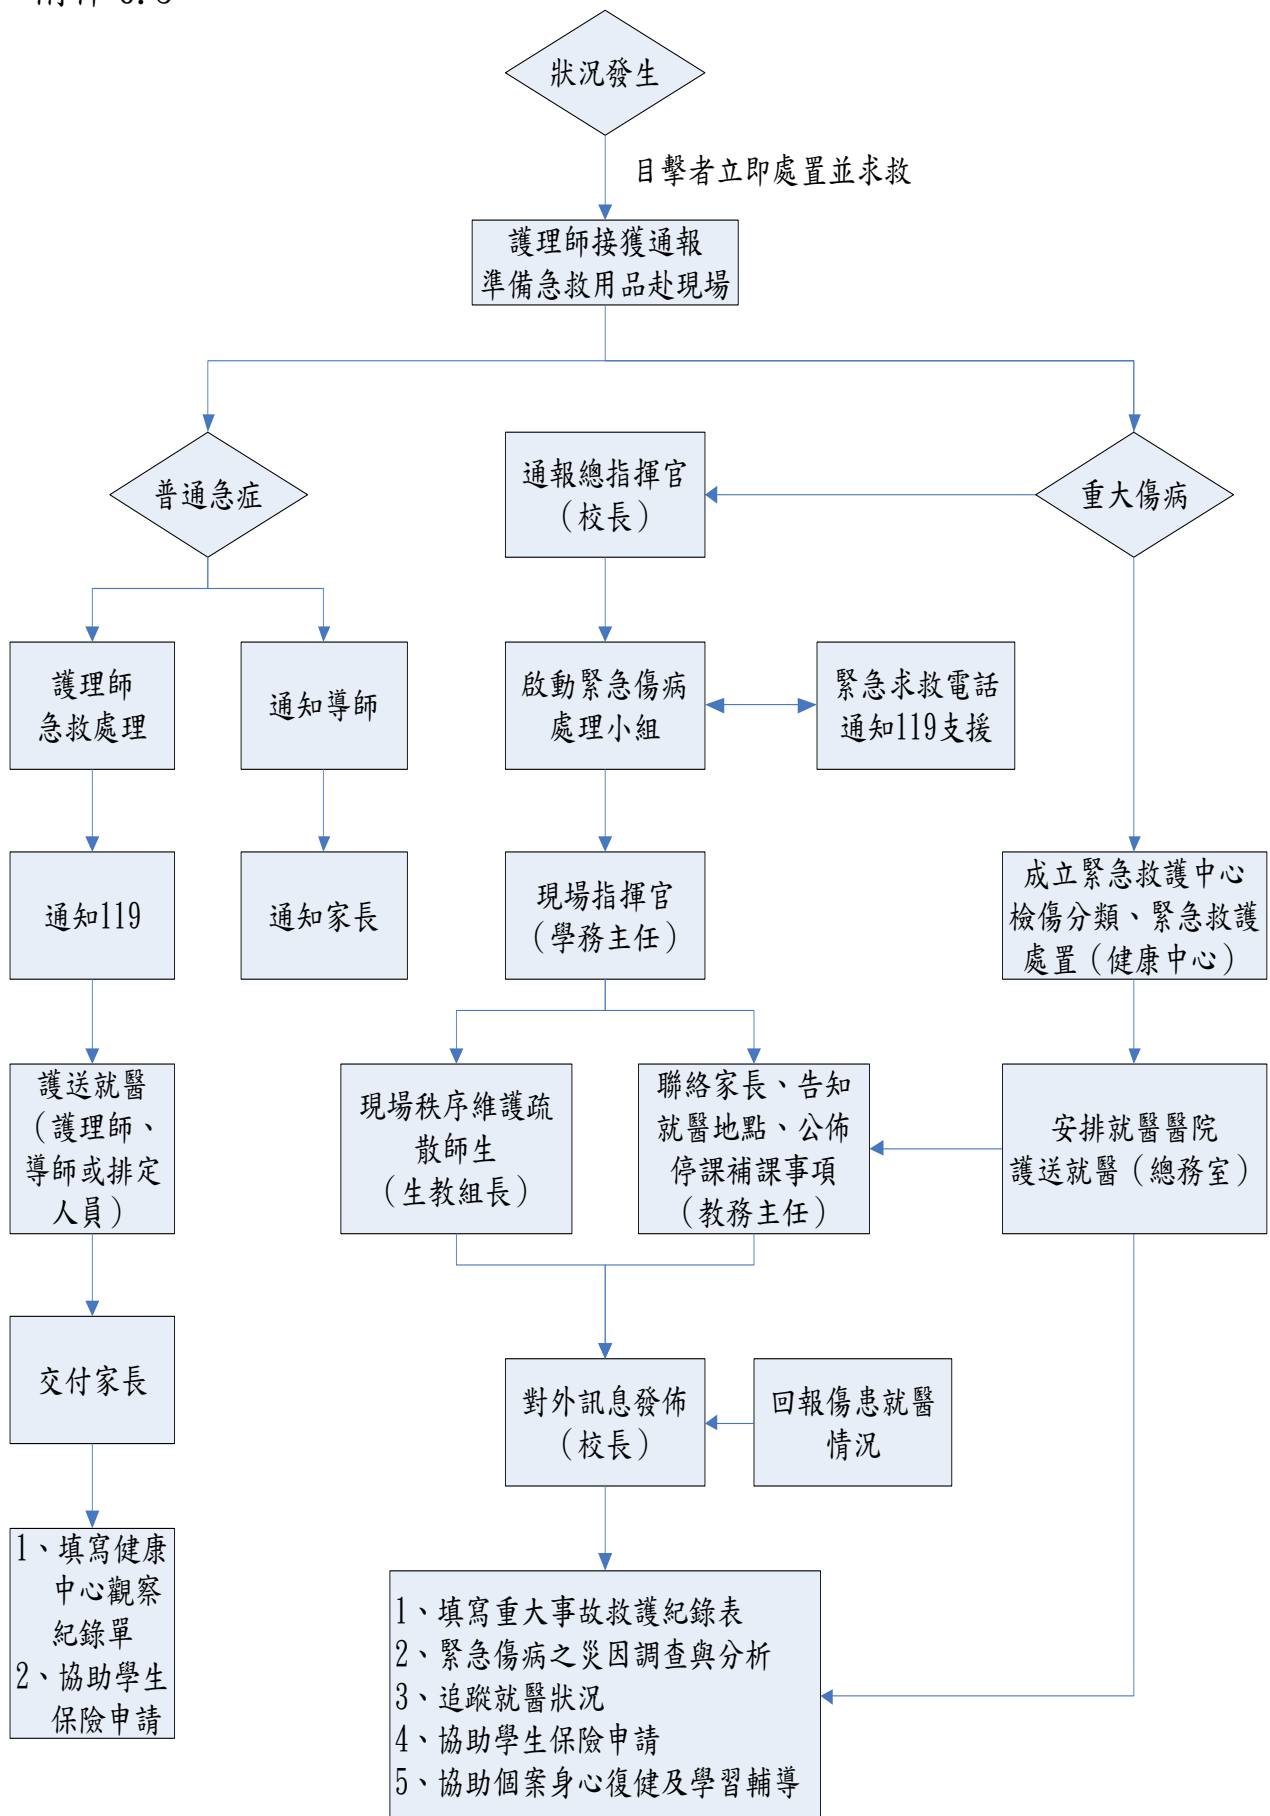 狀況發生
目擊者立即處置並求救
護理師接獲通報
準備急救用品赴現場
普通急症
通報總指揮官
（校長）
重大傷病
護理師
急救處理
通知導師
啟動緊急傷病
處理小組
緊急求救電話
通知119支援
通知119
通知家長
現場指揮官
（學務主任）
成立緊急救護中心
檢傷分類、緊急救護
處置（健康中心）
護送就醫
（護理師、
導師或排定
人員）
現場秩序維護疏
散師生
（生教組長）
聯絡家長、告知
就醫地點、公佈
停課補課事項
（教務主任）
安排就醫醫院
護送就醫（總務室）
交付家長
對外訊息發佈
（校長）
回報傷患就醫
情況
1、填寫健康
中心觀察
紀錄單
2、協助學生
保險申請
1、填寫重大事故救護紀錄表
2、緊急傷病之災因調查與分析
3、追蹤就醫狀況
4、協助學生保險申請
5、協助個案身心復健及學習輔導